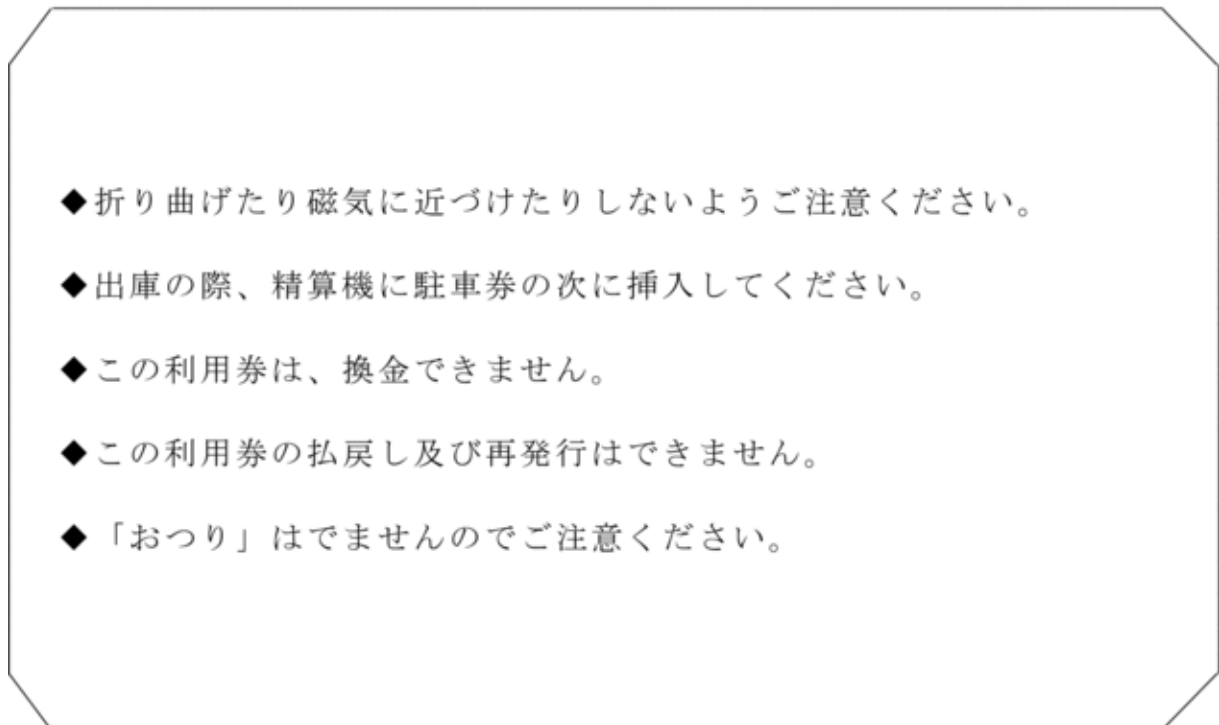 ◆折り曲げたり磁気に近づけたりしないようご注意ください。
◆出庫の際、精算機に駐車券の次に挿入してください。
◆この利用券は、換金できません。
◆この利用券の払戻し及び再発行はできません。
◆「おつり」はでませんのでご注意ください。